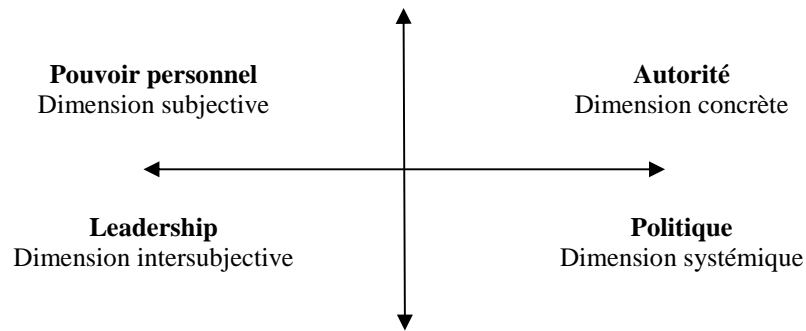 Pouvoir personnel
Dimension subjective
Autorité
Dimension concrète
Leadership
Dimension intersubjective
Politique
Dimension systémique